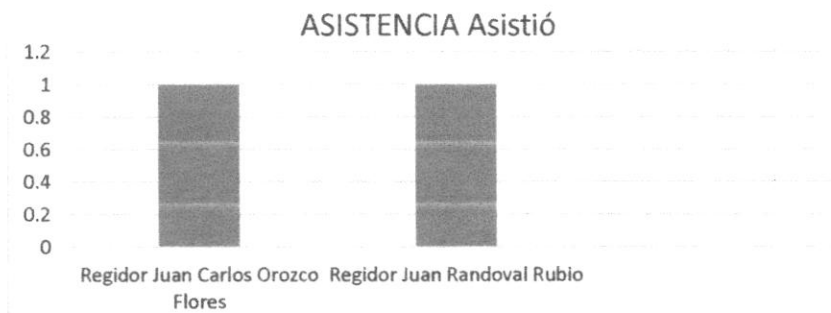 ASISTENCIA Asistió
1.2
1
0.8
0.6
0.4
0.2
0
Regidor Juan Carlos Orozco Flores
Regidor Juan Randoval Rubio